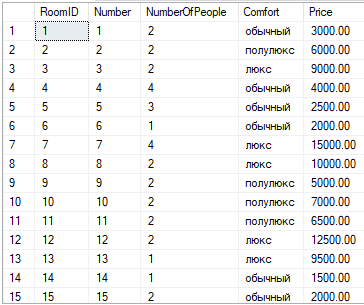 RoomID Number NumberOfPeople Comfort Price
1 1 1 2 обычный 3000.00
2 2 2 2 полулюкс 6000.00
3 3 3 2 люкс 9000.00
4 4 4 4 обычный 4000.00
5 5 5 3 обычный 2500.00
6 6 6 1 обычный 2000.00
7 7 7 4 люкс 15000.00
8 8 8 2 люкс 10000.00
9 9 9 2 полулюкс 5000.00
10 10 10 2 полулюкс 7000.00
11 11 11 2 полулюкс 6500.00
12 12 12 2 люкс 12500.00
13 13 13 1 люкс 9500.00
14 14 14 1 обычный 1500.00
15 15 15 2 обычный 2000.00